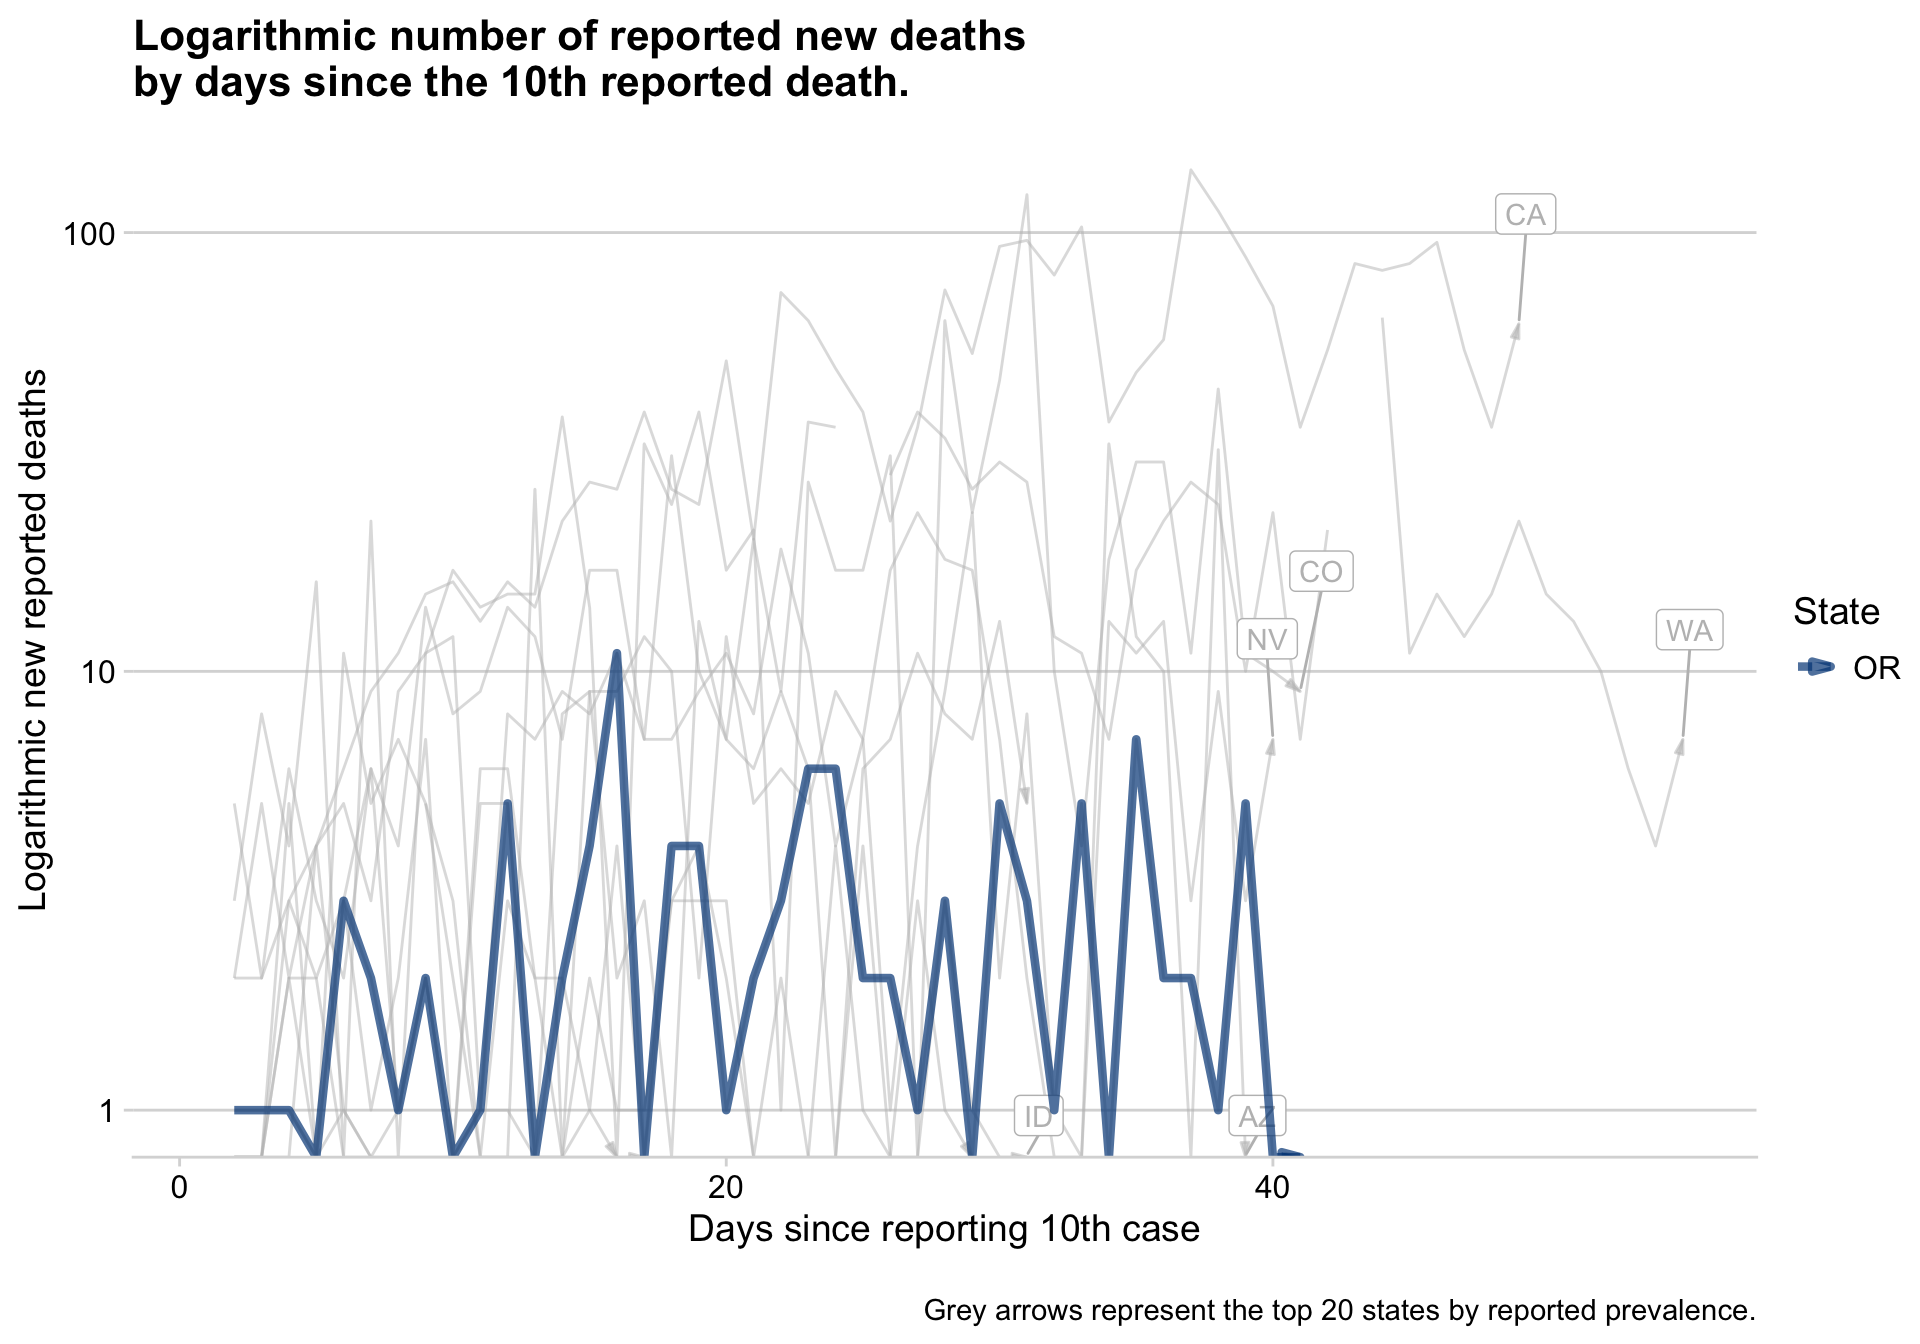 Logarithmic number of reported new deaths
by days since the 10th reported death.
Logarithmic new reported deaths
100
10
1
CA
CO
NV
WA
ID
AZ
State
OR
0
20
40
Days since reporting 10th case
Grey arrows represent the top 20 states by reported prevalence.